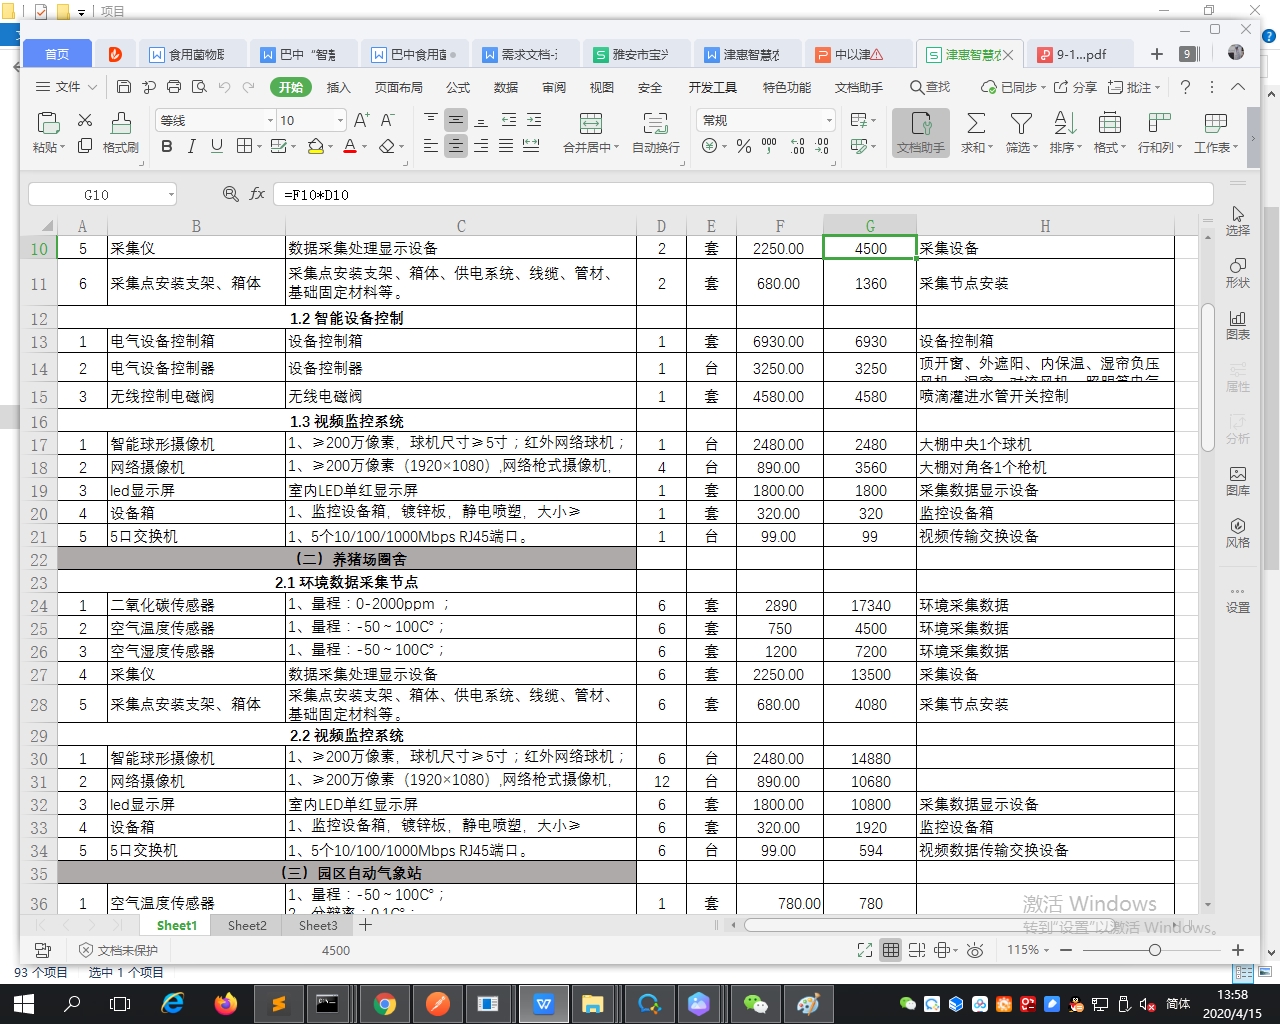 项目
首页 食用菌物联 巴中“智慧 巴中食用菌 需求文档- 雅安市宝兴 津惠智慧农 中以津 津惠智慧农 9-1...pdf 9
文件 开始 插入 页面布局 公式 数据 审阅 视图 安全 开发工具 特色功能 文档助手 查找 已同步 分享 批注
粘贴 格式刷 等线 10 合并居中 自动换行 常规 文档助手 求和 筛选 排序 格式 行和列 工作表
G10 fx =F10*D10
A B C D E F G H
10 5 采集仪 数据采集处理显示设备 2 套 2250.00 4500 采集设备
11 6 采集点安装支架、箱体 采集点安装支架、箱体、供电系统、线缆、管材、 2 套 680.00 1360 采集节点安装
基础固定材料等。
12 1.2 智能设备控制
13 1 电气设备控制箱 设备控制箱 1 套 6930.00 6930 设备控制箱
14 2 电气设备控制器 设备控制器 1 台 3250.00 3250 顶开窗、外遮阳、内保温、湿帘负压
15 3 无线控制电磁阀 无线电磁阀 1 套 4580.00 4580 喷滴灌进水管开关控制
16 1.3 视频监控系统
17 1 智能球形摄像机 1、≥200万像素，球机尺寸≥5寸；红外网络球机； 1 台 2480.00 2480 大棚中央1个球机
18 2 网络摄像机 1、≥200万像素（1920×1080）,网络枪式摄像机， 4 台 890.00 3560 大棚对角各1个枪机
19 3 led显示屏 室内LED单红显示屏 1 套 1800.00 1800 采集数据显示设备
20 4 设备箱 1、监控设备箱，镀锌板，静电喷塑，大小≥ 1 套 320.00 320 监控设备箱
21 5 5口交换机 1、5个10/100/1000Mbps RJ45端口。 1 台 99.00 99 视频传输交换设备
22 （二）养猪场圈舍
23 2.1 环境数据采集节点
24 1 二氧化碳传感器 1、量程：0-2000ppm ； 6 套 2890 17340 环境采集数据
25 2 空气温度传感器 1、量程：-50～100C°； 6 套 750 4500 环境采集数据
26 3 空气湿度传感器 1、量程：-50～100C°； 6 套 1200 7200 环境采集数据
27 4 采集仪 数据采集处理显示设备 6 套 2250.00 13500 采集设备
28 5 采集点安装支架、箱体 采集点安装支架、箱体、供电系统、线缆、管材、 6 套 680.00 4080 采集节点安装
基础固定材料等。
29 2.2 视频监控系统
30 1 智能球形摄像机 1、≥200万像素，球机尺寸≥5寸；红外网络球机； 6 台 2480.00 14880
31 2 网络摄像机 1、≥200万像素（1920×1080）,网络枪式摄像机， 12 台 890.00 10680
32 3 led显示屏 室内LED单红显示屏 6 套 1800.00 10800 采集数据显示设备
33 4 设备箱 1、监控设备箱，镀锌板，静电喷塑，大小≥ 6 套 320.00 1920 监控设备箱
34 5 5口交换机 1、5个10/100/1000Mbps RJ45端口。 6 台 99.00 594 视频数据传输交换设备
35 （三）园区自动气象站
36 1 空气温度传感器 1、量程：-50～100C°； 1 套 780.00 780
选择
形状
图表
属性
分析
图库
风格
设置
激活 Windows
转到“设置”以激活 Windows。
Sheet1 Sheet2 Sheet3
文档未保护 4500 115%
93 个项目 选中 1 个项目
简体 13:58
2020/4/15